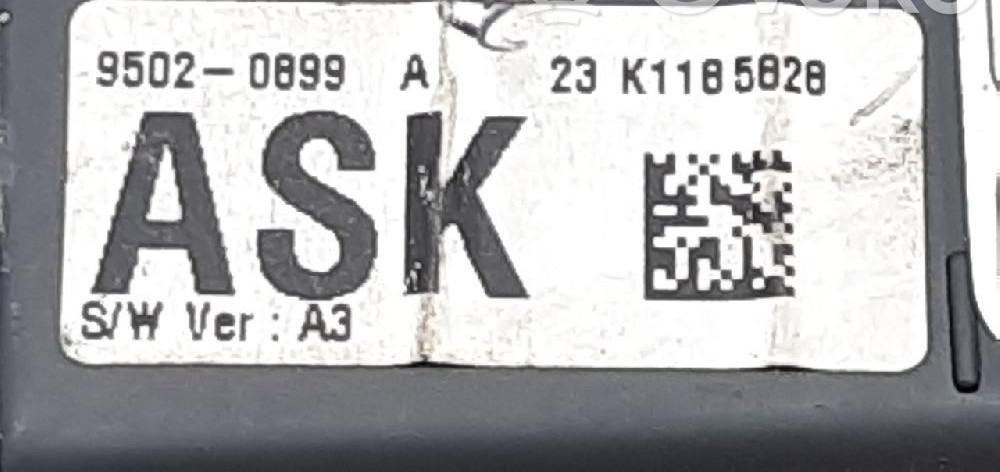 9502-0899 A 23 K1185828
ASK
S/W Ver : A3